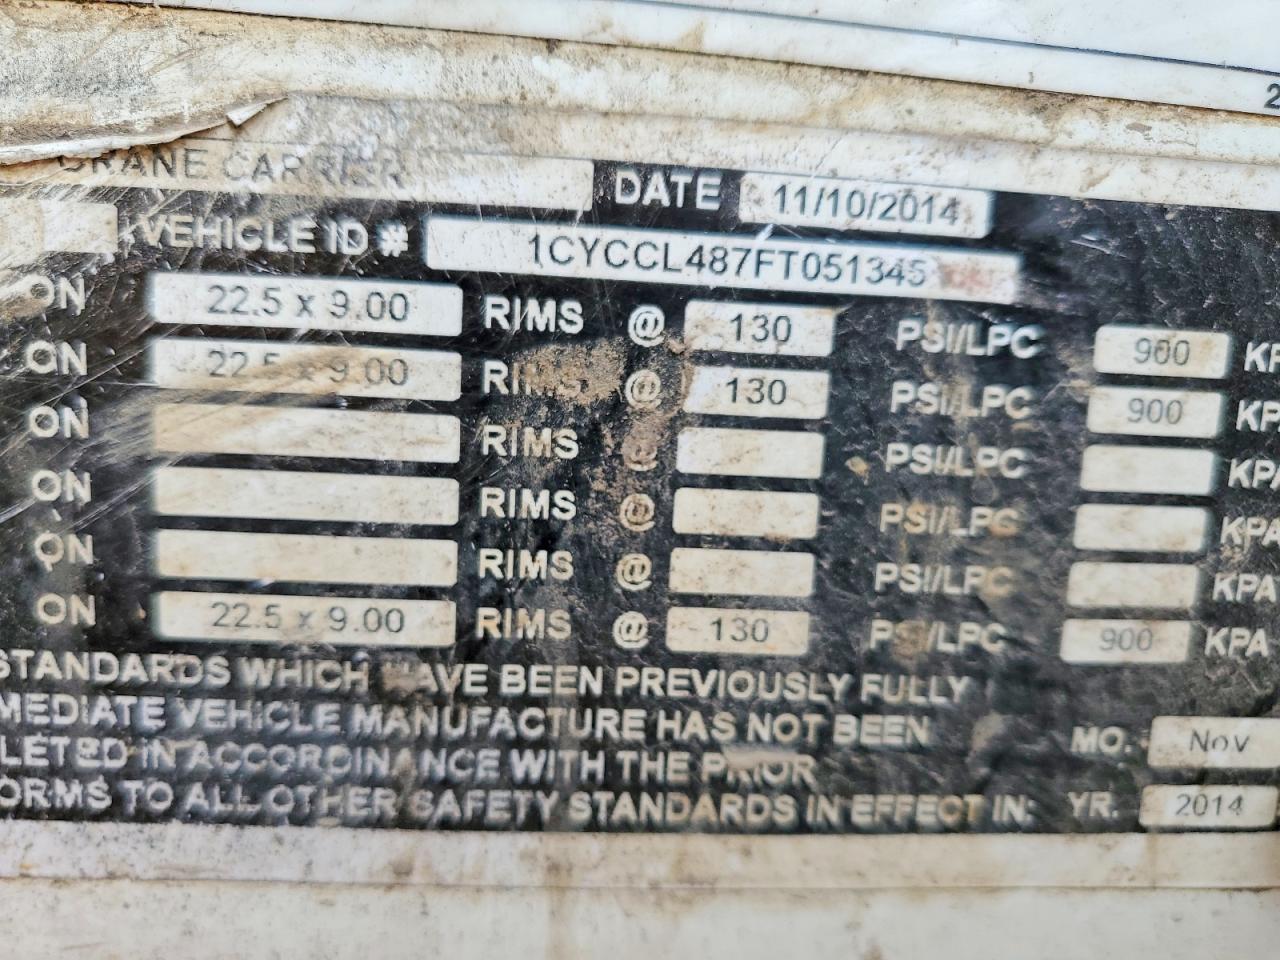 2
CRANE CARRIER DATE 11/10/2014
VEHICLE ID # 1CYCCL487FT051345
ON 22.5 x 9.00 RIMS @ 130 PSI/LPC 900 KP
ON 22.5 x 9.00 RIMS @ 130 PSI/LPC 900 KP
ON RIMS @ PSI/LPC KPA
ON RIMS @ PSI/LPC KPA
ON RIMS @ PSI/LPC KPA
ON 22.5 x 9.00 RIMS @ 130 PSI/LPC 900 KPA
STANDARDS WHICH HAVE BEEN PREVIOUSLY FULLY
MEDIATE VEHICLE MANUFACTURE HAS NOT BEEN MO. Nov
LETED IN ACCORDINANCE WITH THE PRIOR
ORMS TO ALL OTHER SAFETY STANDARDS IN EFFECT IN: YR. 2014